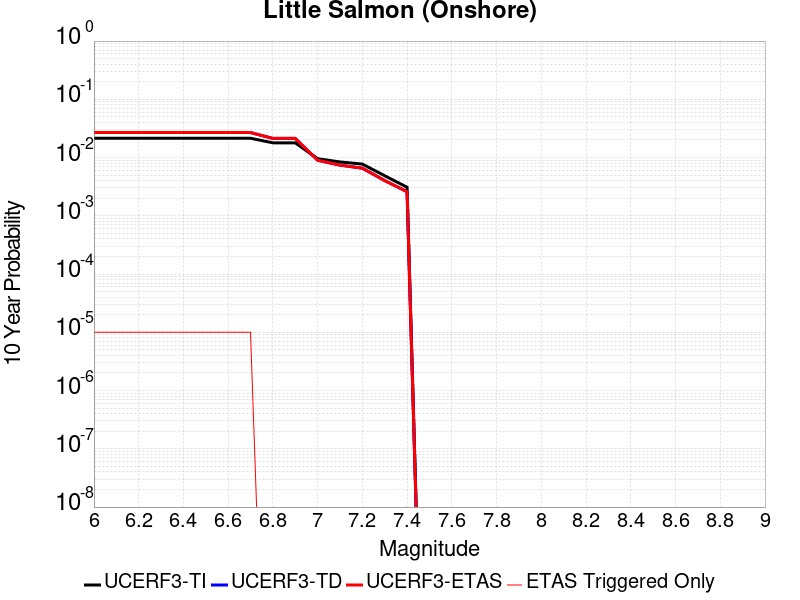 Little Salmon (Onshore)
10^0
10^-1
10^-2
10^-3
10^-4
10^-5
10^-6
10^-7
10^-8
10 Year Probability
6 6.2 6.4 6.6 6.8 7 7.2 7.4 7.6 7.8 8 8.2 8.4 8.6 8.8 9
Magnitude
UCERF3-TI UCERF3-TD UCERF3-ETAS ETAS Triggered Only